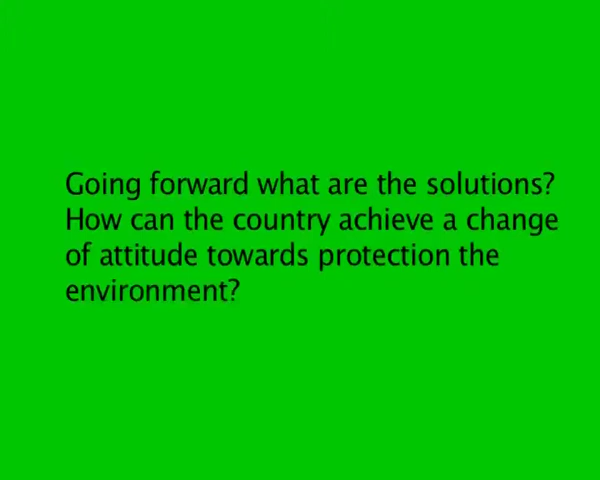 Going forward what are the solutions?
How can the country achieve a change
of attitude towards protection the
environment?